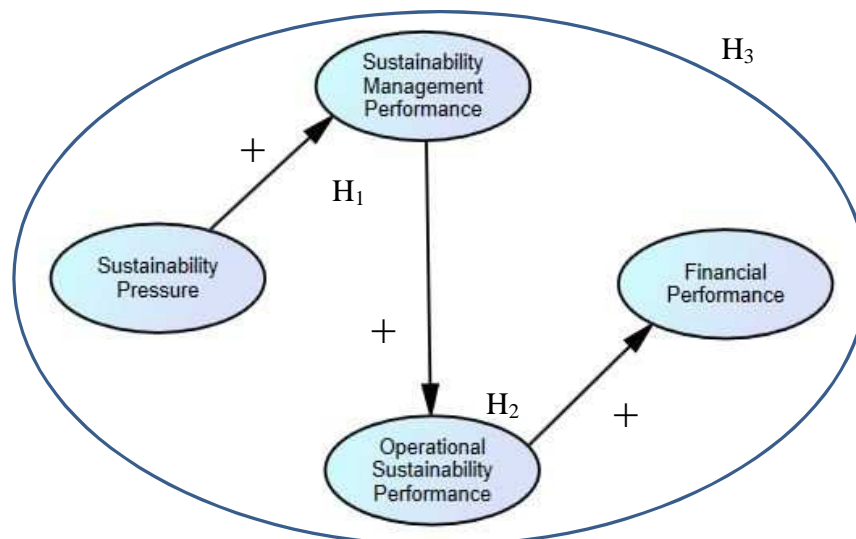 Sustainability
Management
Performance
H₃
+
H₁
Sustainability
Pressure
Financial
Performance
+
H₂
+
Operational
Sustainability
Performance